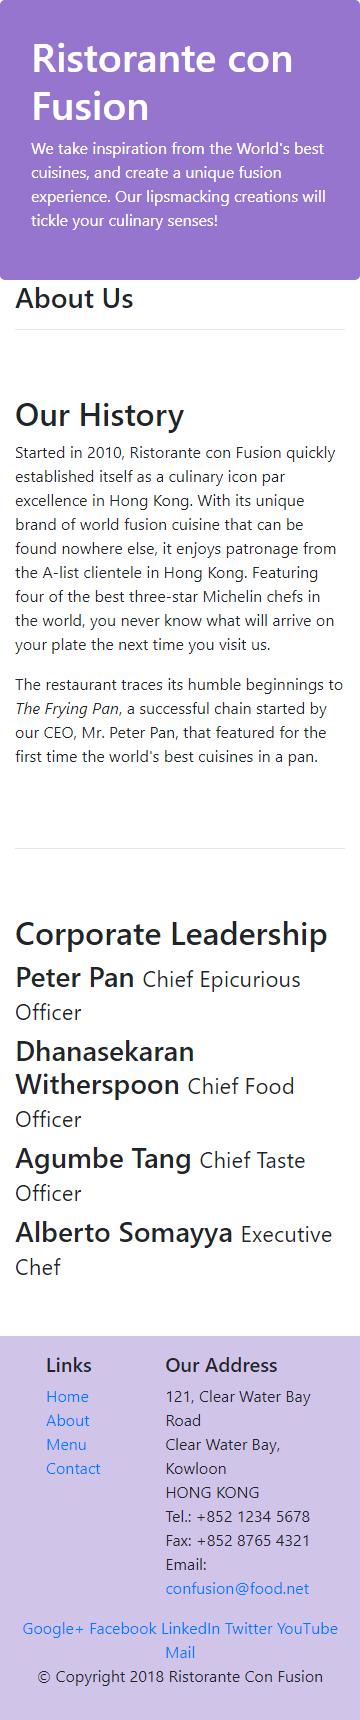 Ristorante con
Fusion
We take inspiration from the World's best
cuisines, and create a unique fusion
experience. Our lipsmacking creations will
tickle your culinary senses!
About Us
Our History
Started in 2010, Ristorante con Fusion quickly
established itself as a culinary icon par
excellence in Hong Kong. With its unique
brand of world fusion cuisine that can be
found nowhere else, it enjoys patronage from
the A-list clientele in Hong Kong. Featuring
four of the best three-star Michelin chefs in
the world, you never know what will arrive on
your plate the next time you visit us.
The restaurant traces its humble beginnings to
The Frying Pan, a successful chain started by
our CEO, Mr. Peter Pan, that featured for the
first time the world's best cuisines in a pan.
Corporate Leadership
Peter Pan Chief Epicurious
Officer
Dhanasekaran
Witherspoon Chief Food
Officer
Agumbe Tang Chief Taste
Officer
Alberto Somayya Executive
Chef
Links
Home
About
Menu
Contact
Our Address
121, Clear Water Bay
Road
Clear Water Bay,
Kowloon
HONG KONG
Tel.: +852 1234 5678
Fax: +852 8765 4321
Email:
confusion@food.net
Google+ Facebook LinkedIn Twitter YouTube
Mail
© Copyright 2018 Ristorante Con Fusion